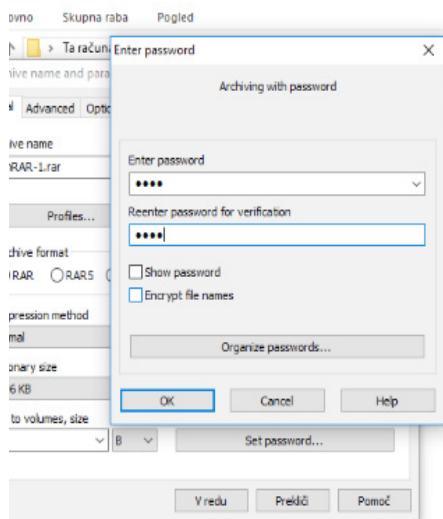 ovno Skupna raba Pogled
> Ta računa
Enter password
hive name and para
Archiving with password
Advanced Optio
ive name
RAR-1.rar
Enter password
••••
Reenter password for verification
••••
Profiles...
Show password
Encrypt file names
chive format
RAR RAR5
pression method
mal
Organize passwords...
onary size
6 KB
OK Cancel Help
to volumes, size
B
Set password...
V redu Prekliči Pomoč